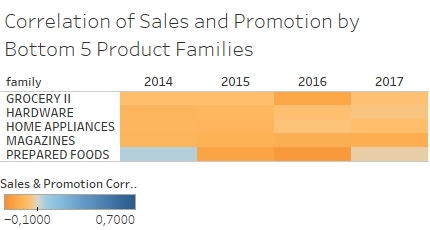 Correlation of Sales and Promotion by
Bottom 5 Product Families
family 2014 2015 2016 2017
GROCERY II
HARDWARE
HOME APPLIANCES
MAGAZINES
PREPARED FOODS
Sales & Promotion Corr..
−0,1000 0,7000